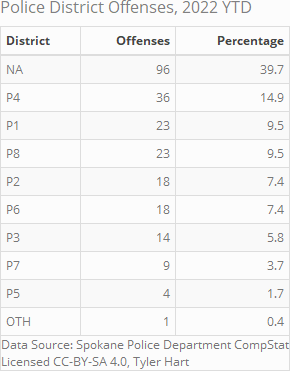 Police District Offenses, 2022 YTD
District Offenses Percentage
NA 96 39.7
P4 36 14.9
P1 23 9.5
P8 23 9.5
P2 18 7.4
P6 18 7.4
P3 14 5.8
P7 9 3.7
P5 4 1.7
OTH 1 0.4
Data Source: Spokane Police Department CompStat
Licensed CC-BY-SA 4.0, Tyler Hart